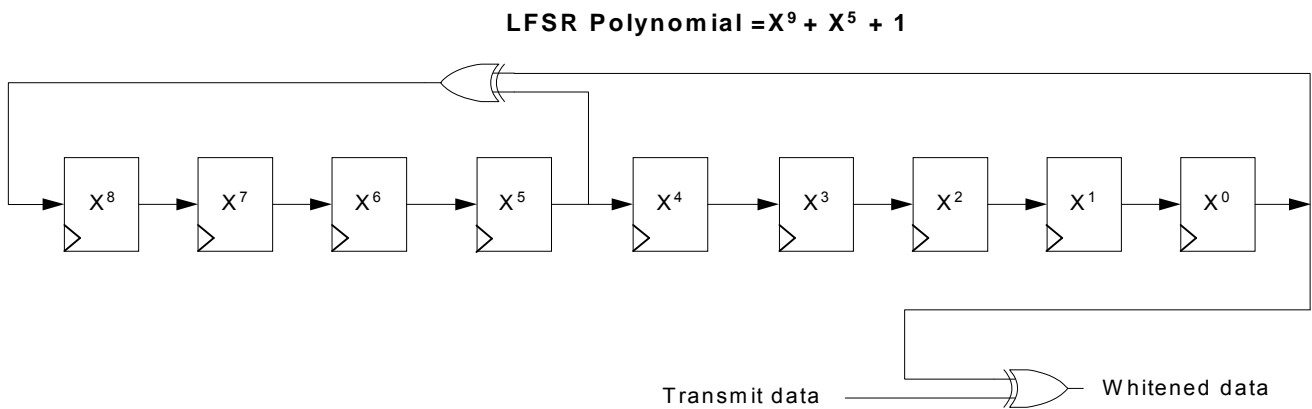 LFSR Polynomial =X⁹ + X⁵ + 1
X⁸ X⁷ X⁶ X⁵ X⁴ X³ X² X¹ X⁰
Transmit data
Whitened data